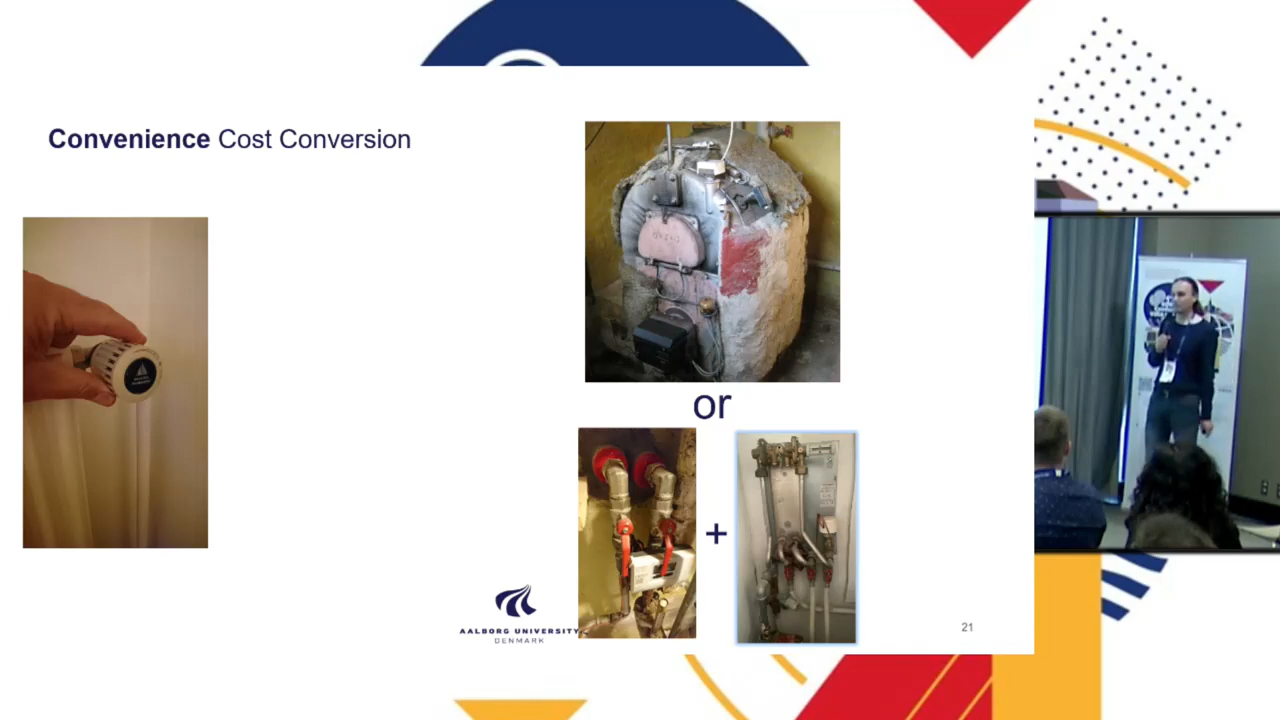 Convenience Cost Conversion
or
+
AALBORG UNIVERSITY
DENMARK
21